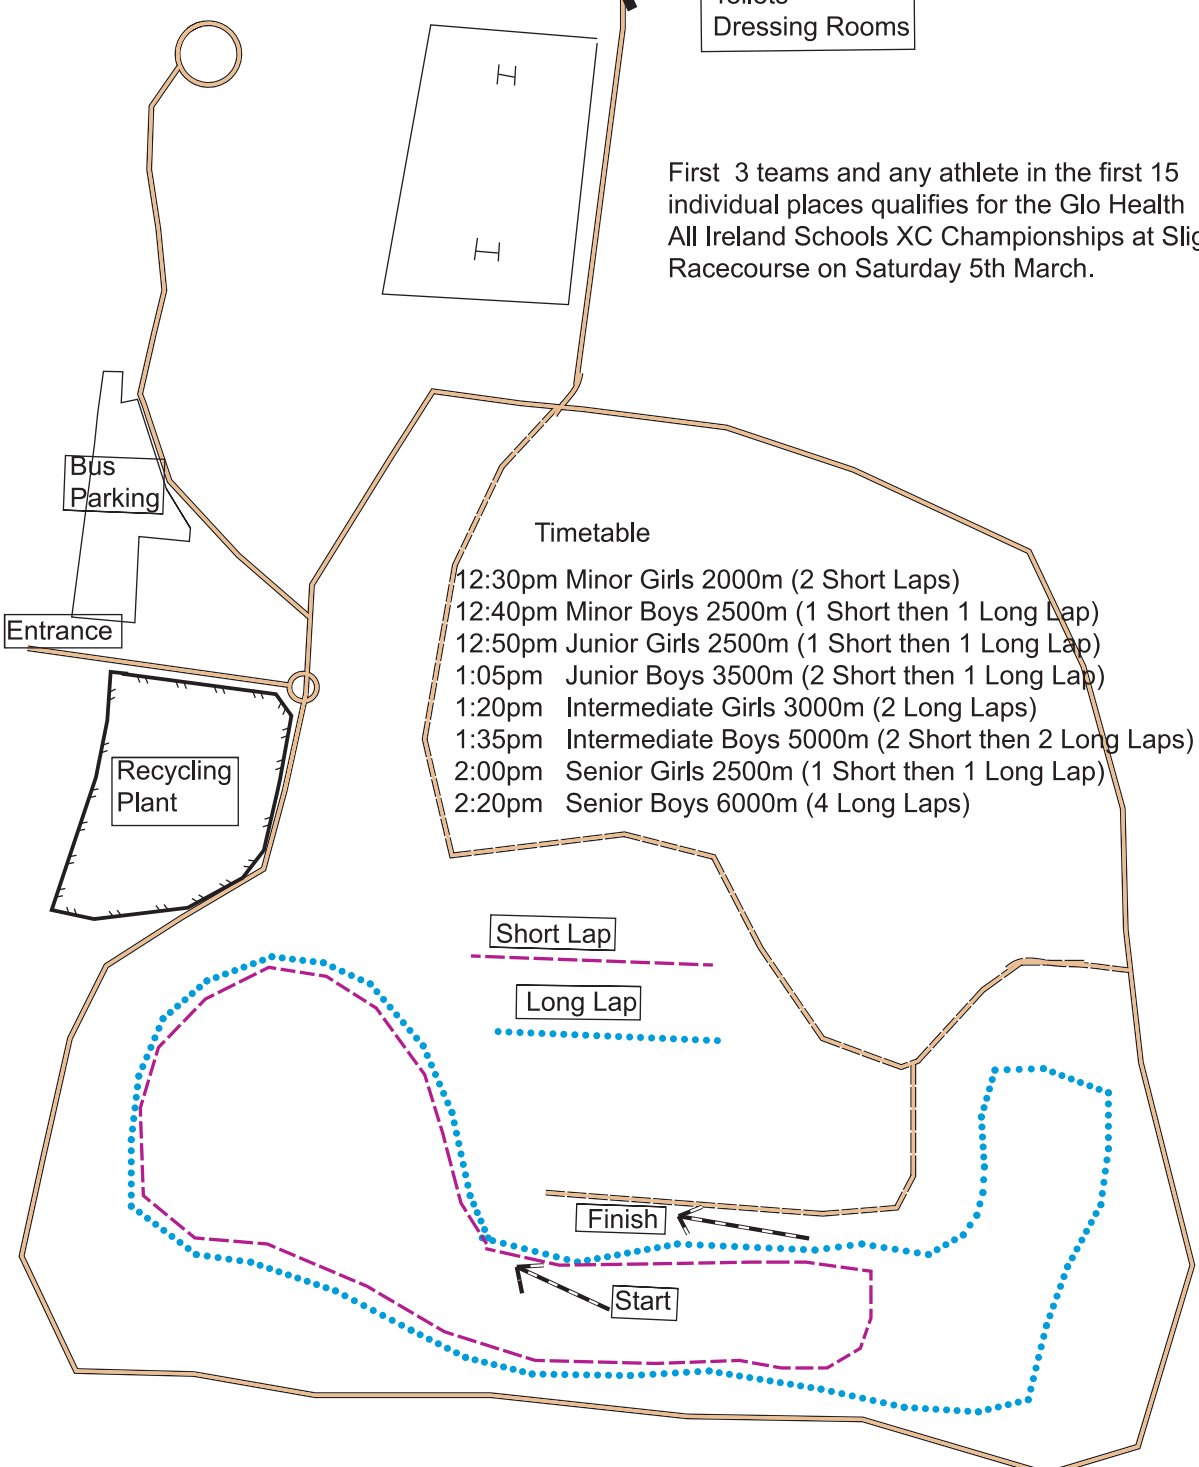 Toilets
Dressing Rooms
First 3 teams and any athlete in the first 15
individual places qualifies for the Glo Health
All Ireland Schools XC Championships at Slig
Racecourse on Saturday 5th March.
Bus
Parking
Entrance
Recycling
Plant
Timetable
12:30pm Minor Girls 2000m (2 Short Laps)
12:40pm Minor Boys 2500m (1 Short then 1 Long Lap)
12:50pm Junior Girls 2500m (1 Short then 1 Long Lap)
1:05pm Junior Boys 3500m (2 Short then 1 Long Lap)
1:20pm Intermediate Girls 3000m (2 Long Laps)
1:35pm Intermediate Boys 5000m (2 Short then 2 Long Laps)
2:00pm Senior Girls 2500m (1 Short then 1 Long Lap)
2:20pm Senior Boys 6000m (4 Long Laps)
Short Lap
Long Lap
Finish
Start